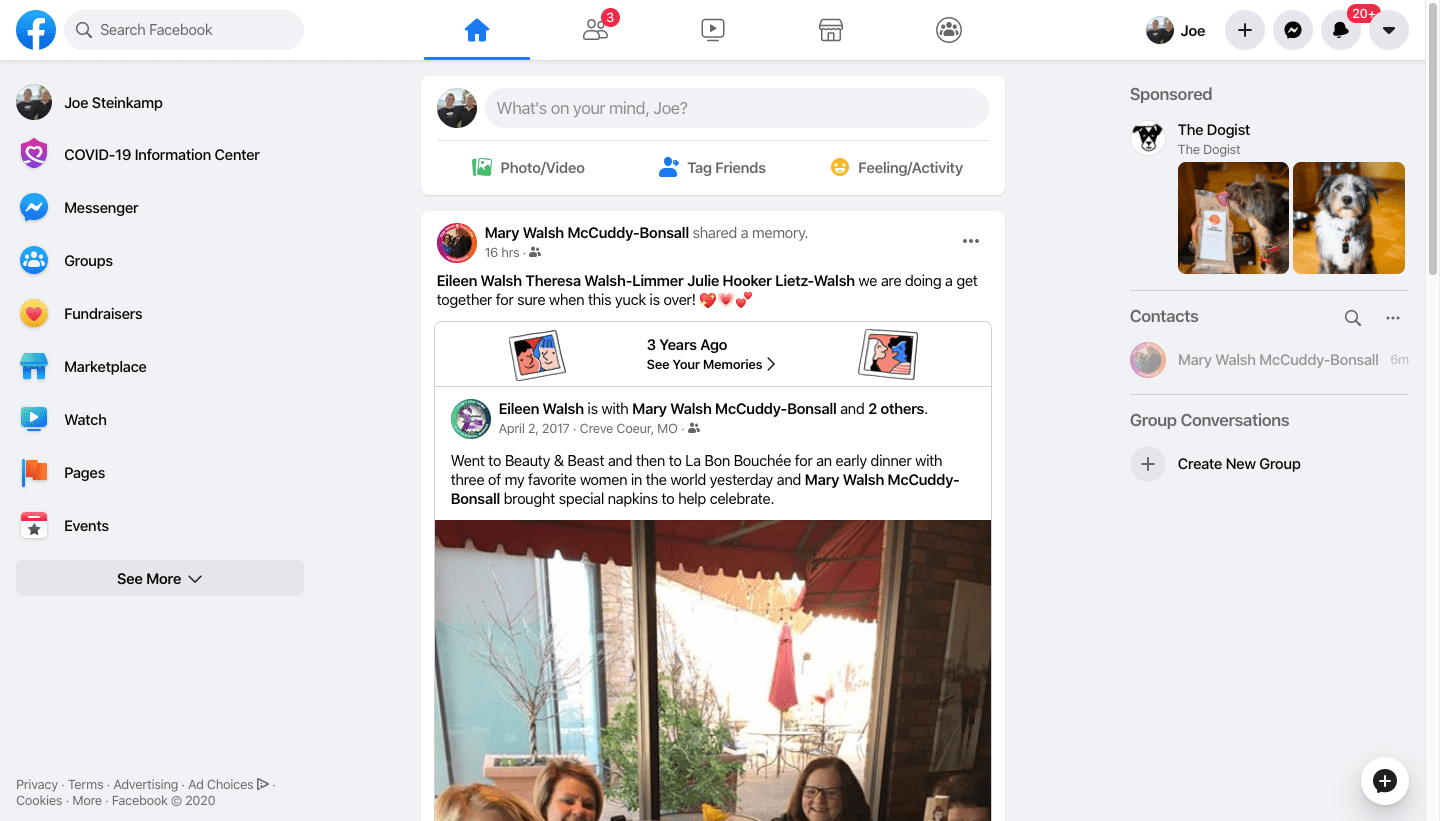 Search Facebook
3
Joe
20+
Joe Steinkamp
COVID-19 Information Center
Messenger
Groups
Fundraisers
Marketplace
Watch
Pages
Events
See More
Privacy · Terms · Advertising · Ad Choices ·
Cookies · More · Facebook © 2020
What's on your mind, Joe?
Photo/Video
Tag Friends
Feeling/Activity
Mary Walsh McCuddy-Bonsall shared a memory.
16 hrs ·
Eileen Walsh Theresa Walsh-Limmer Julie Hooker Lietz-Walsh we are doing a get
together for sure when this yuck is over! 💖💗💕
3 Years Ago
See Your Memories
Eileen Walsh is with Mary Walsh McCuddy-Bonsall and 2 others.
April 2, 2017 · Creve Coeur, MO ·
Went to Beauty & Beast and then to La Bon Bouchée for an early dinner with
three of my favorite women in the world yesterday and Mary Walsh McCuddy-
Bonsall brought special napkins to help celebrate.
Sponsored
The Dogist
The Dogist
Contacts
Mary Walsh McCuddy-Bonsall 6m
Group Conversations
Create New Group